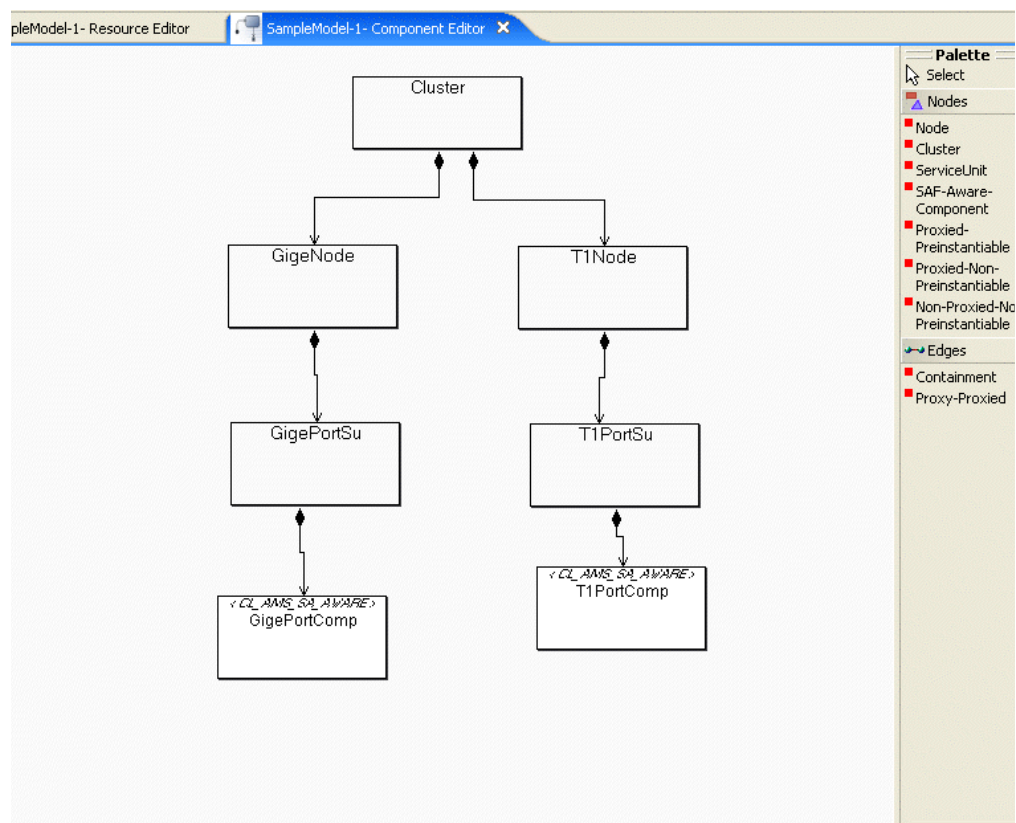 pleModel-1- Resource Editor
SampleModel-1- Component Editor
Palette
Select
Nodes
Node
Cluster
ServiceUnit
SAF-Aware-
Component
Proxied-
Preinstantiable
Proxied-Non-
Preinstantiable
Non-Proxied-No
Preinstantiable
Edges
Containment
Proxy-Proxied
Cluster
GigeNode
T1Node
GigePortSu
T1PortSu
<CL_AMS_SA_AWARE>
GigePortComp
<CL_AMS_SA_AWARE>
T1PortComp